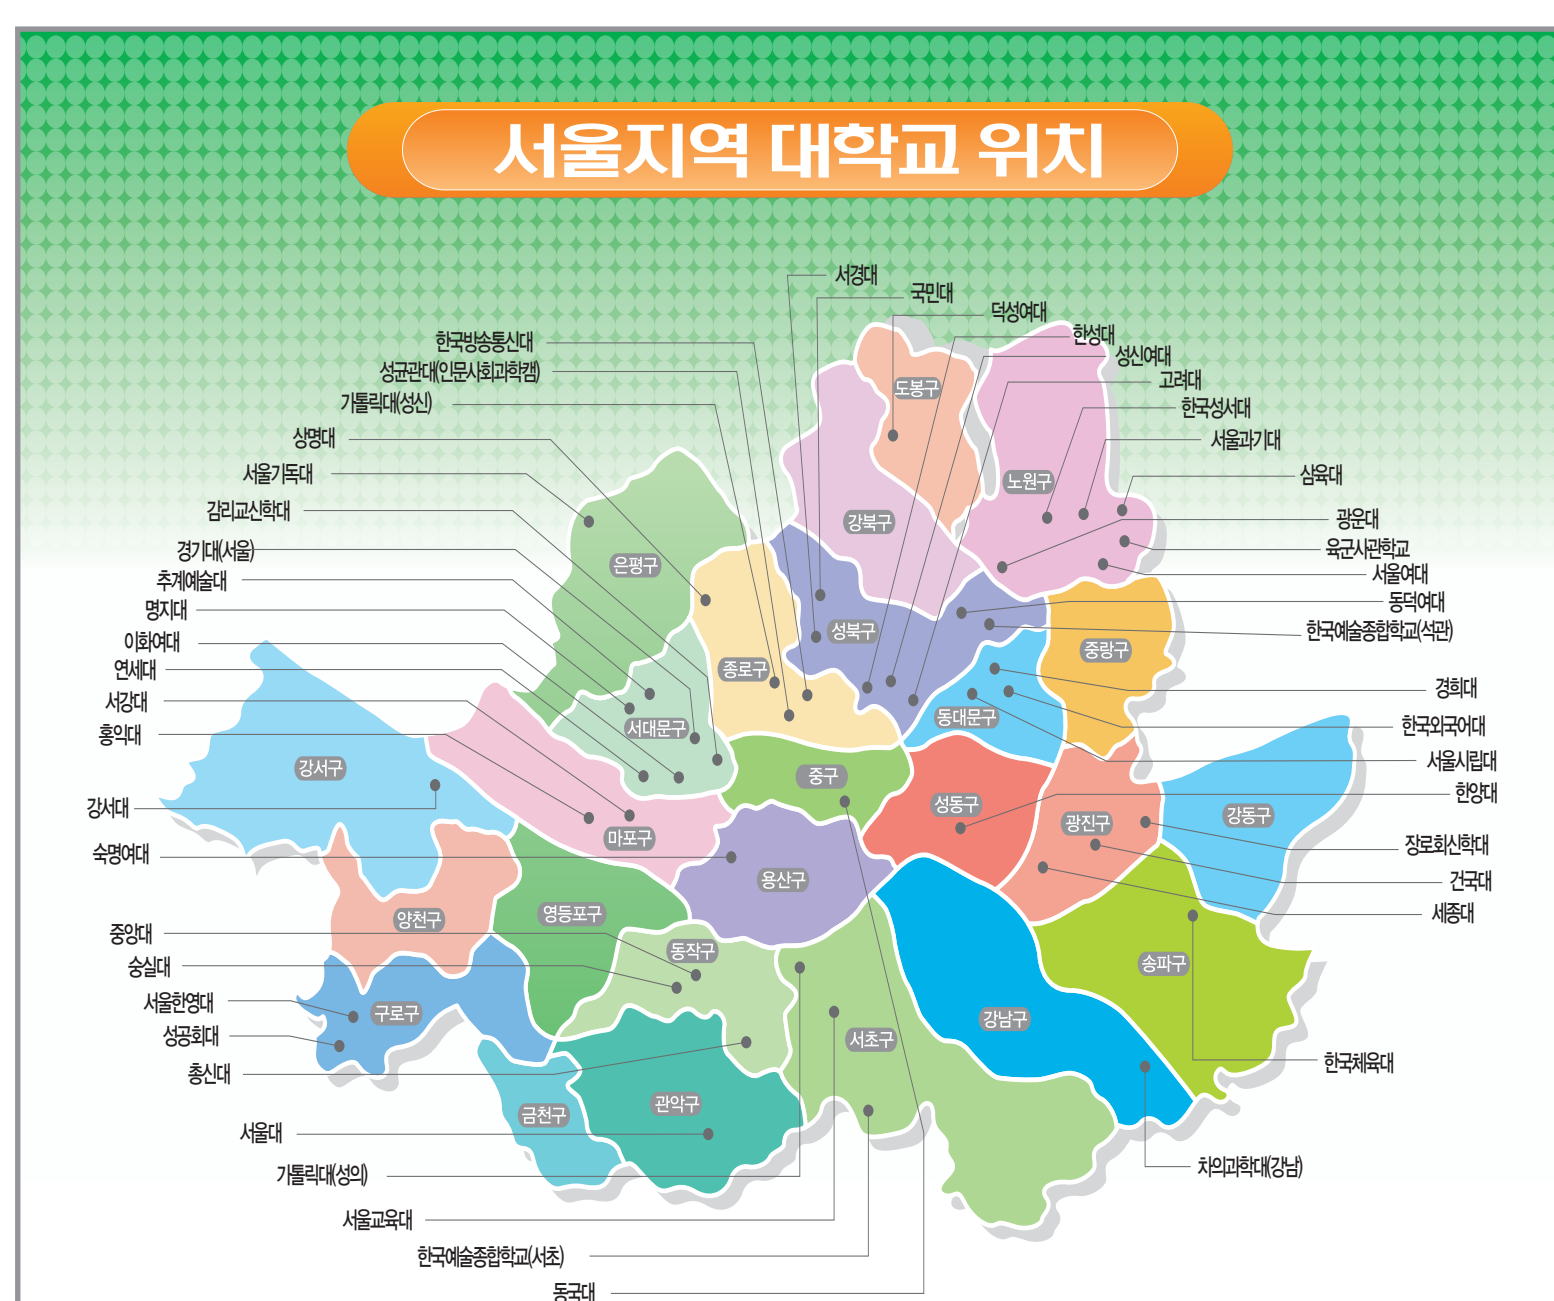 서울지역 대학교 위치
서경대
국민대
덕성여대
한성대
성신여대
고려대
한국성서대
서울과기대
삼육대
광운대
육군사관학교
서울여대
동덕여대
한국예술종합학교(석관)
경희대
한국외국어대
서울시립대
한양대
장로회신학대
건국대
세종대
한국체육대
차의과학대(강남)
한국방송통신대
성균관대(인문사회과학캠)
가톨릭대(성신)
상명대
서울기독대
감리교신학대
경기대(서울)
추계예술대
명지대
이화여대
연세대
서강대
홍익대
강서대
숙명여대
중앙대
숭실대
서울한영대
성공회대
총신대
서울대
가톨릭대(성의)
서울교육대
한국예술종합학교(서초)
동국대
도봉구
노원구
강북구
은평구
성북구
중랑구
종로구
동대문구
서대문구
강서구
중구
성동구
광진구
강동구
마포구
용산구
양천구
영등포구
동작구
송파구
구로구
서초구
강남구
금천구
관악구